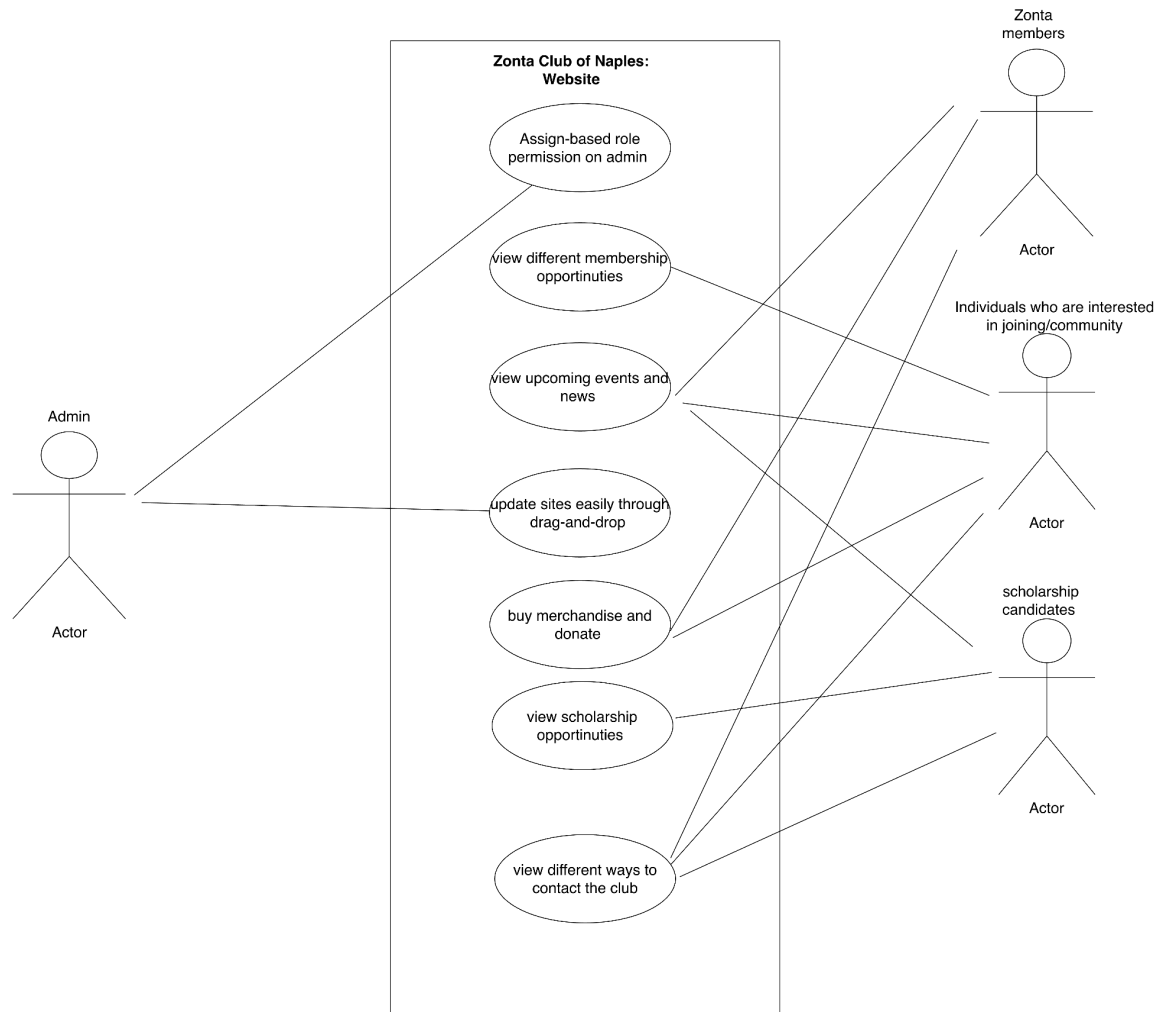 Zonta
members
Zonta Club of Naples:
Website
Assign-based role
permission on admin
Actor
view different membership
opportinuties
Individuals who are interested
in joining/community
view upcoming events and
news
Admin
update sites easily through
drag-and-drop
Actor
scholarship
candidates
buy merchandise and
donate
Actor
view scholarship
opportinuties
Actor
view different ways to
contact the club